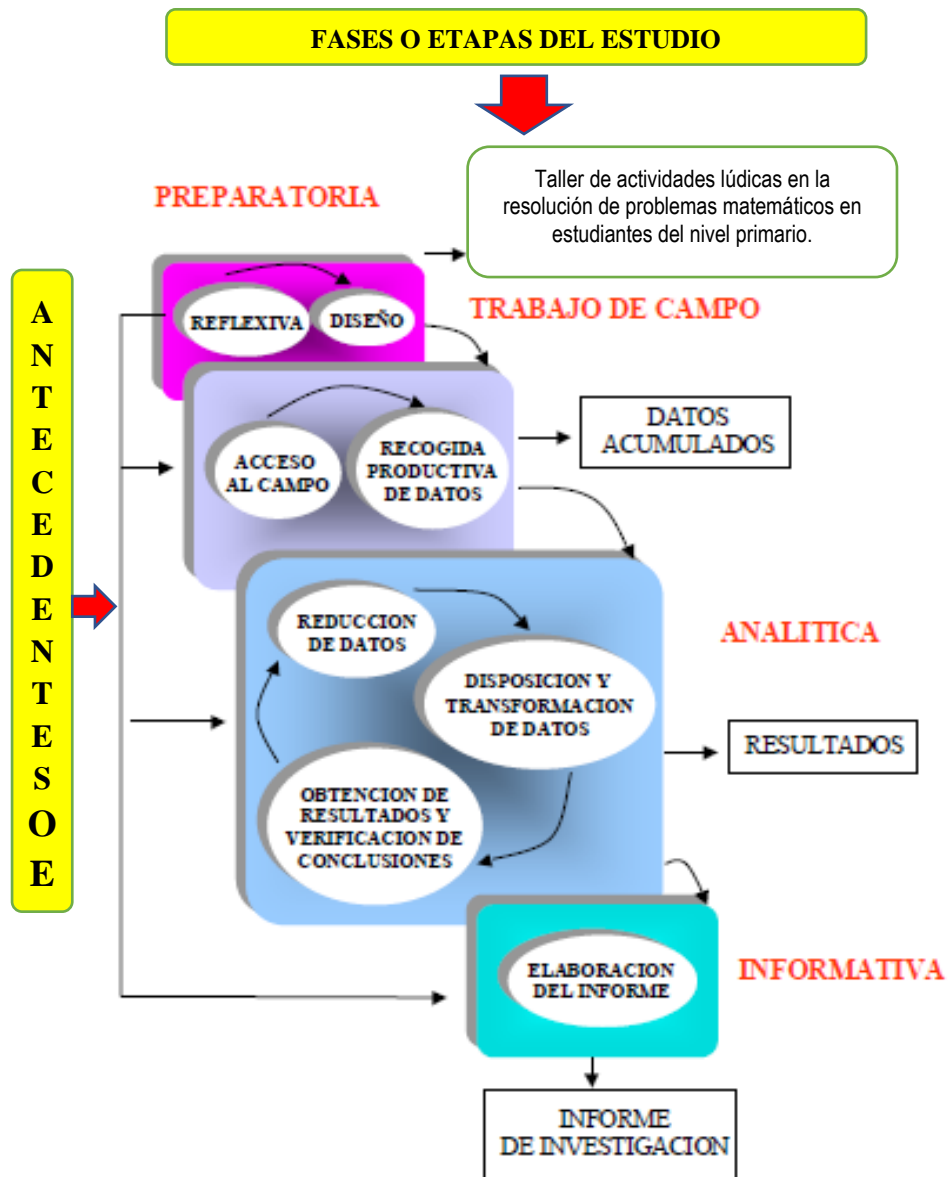 FASES O ETAPAS DEL ESTUDIO
Taller de actividades lúdicas en la
resolución de problemas matemáticos en
estudiantes del nivel primario.
PREPARATORIA
REFLEXIVA
DISEÑO
TRABAJO DE CAMPO
A
N
T
E
C
E
D
E
N
T
E
S
O
E
ACCESO
AL CAMPO
RECOGIDA
PRODUCTIVA
DE DATOS
DATOS
ACUMULADOS
REDUCCION
DE DATOS
ANALITICA
DISPOSICION Y
TRANSFORMACION
DE DATOS
RESULTADOS
OBTENCION DE
RESULTADOS Y
VERIFICACION DE
CONCLUSIONES
ELABORACION
DEL INFORME
INFORMATIVA
INFORME
DE INVESTIGACION